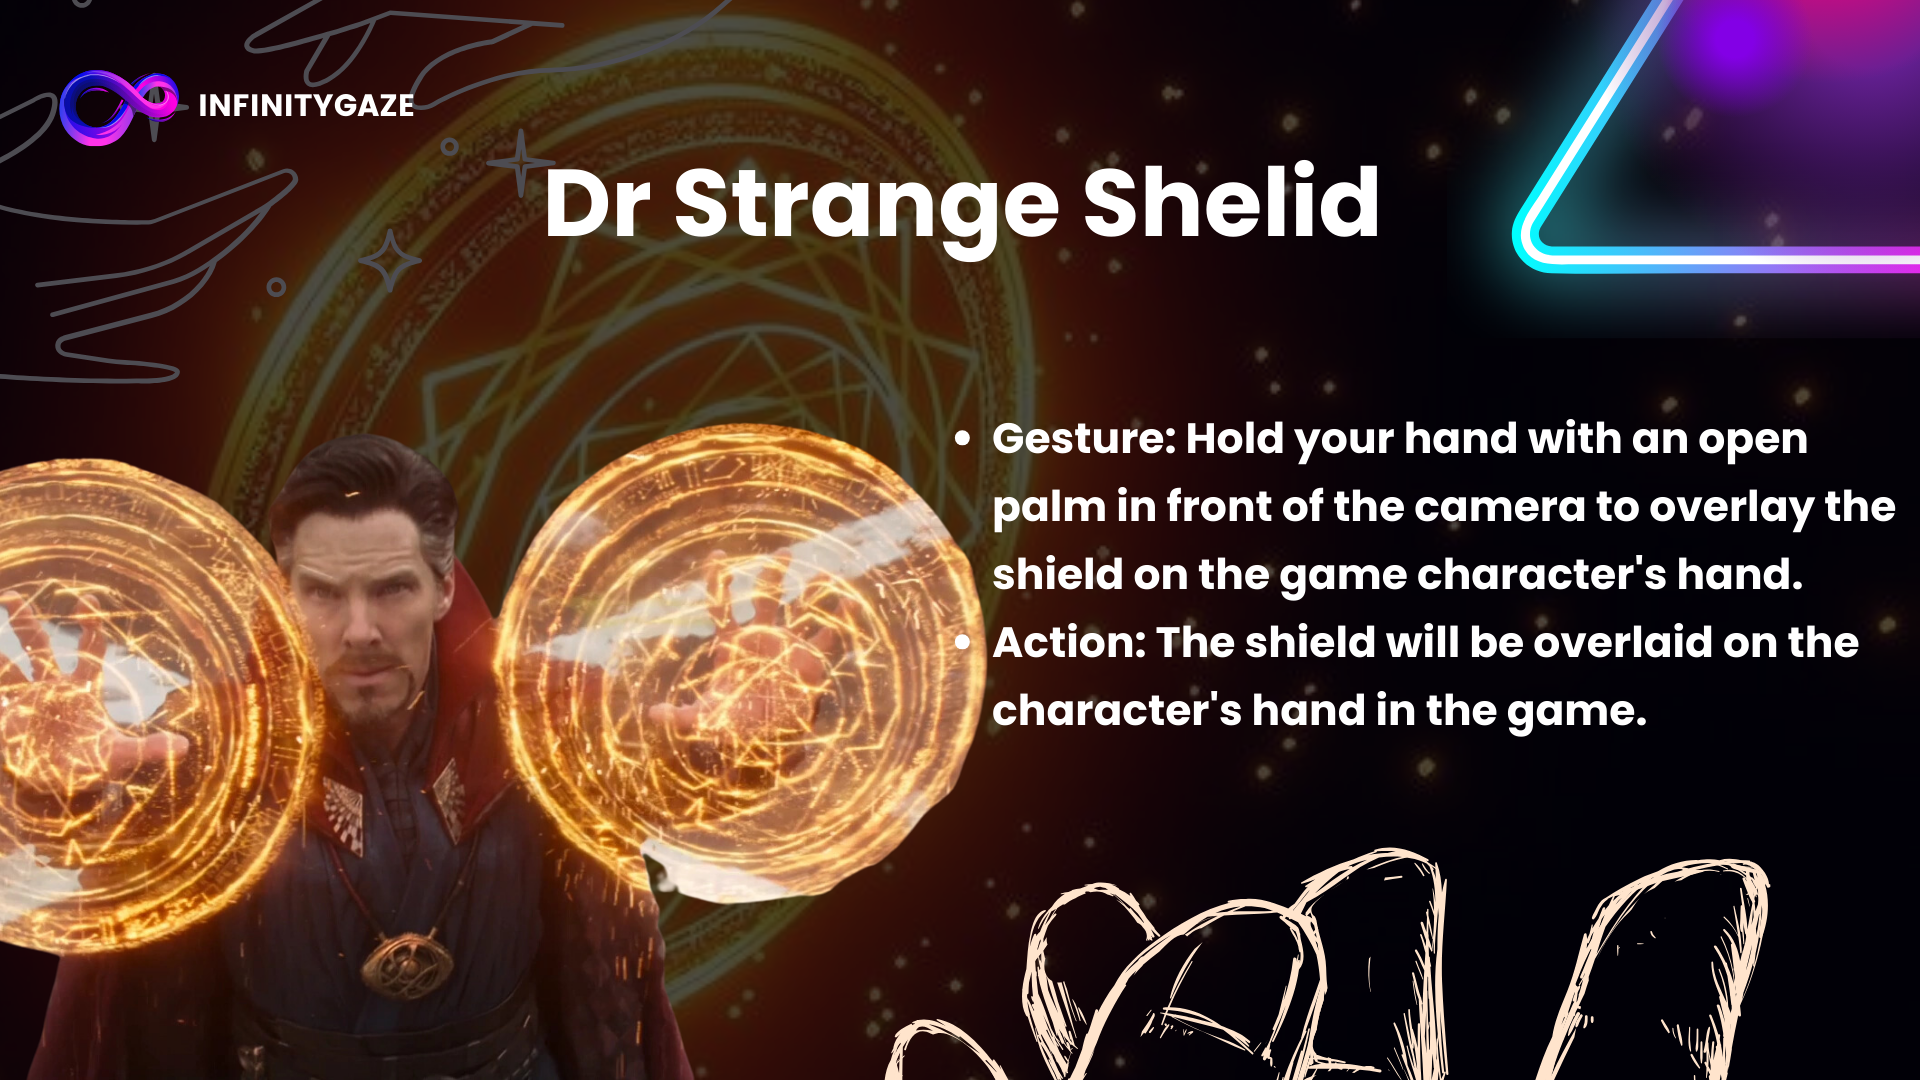 INFINITYGAZE
Dr Strange Shelid
• Gesture: Hold your hand with an open
palm in front of the camera to overlay the
shield on the game character's hand.
• Action: The shield will be overlaid on the
character's hand in the game.